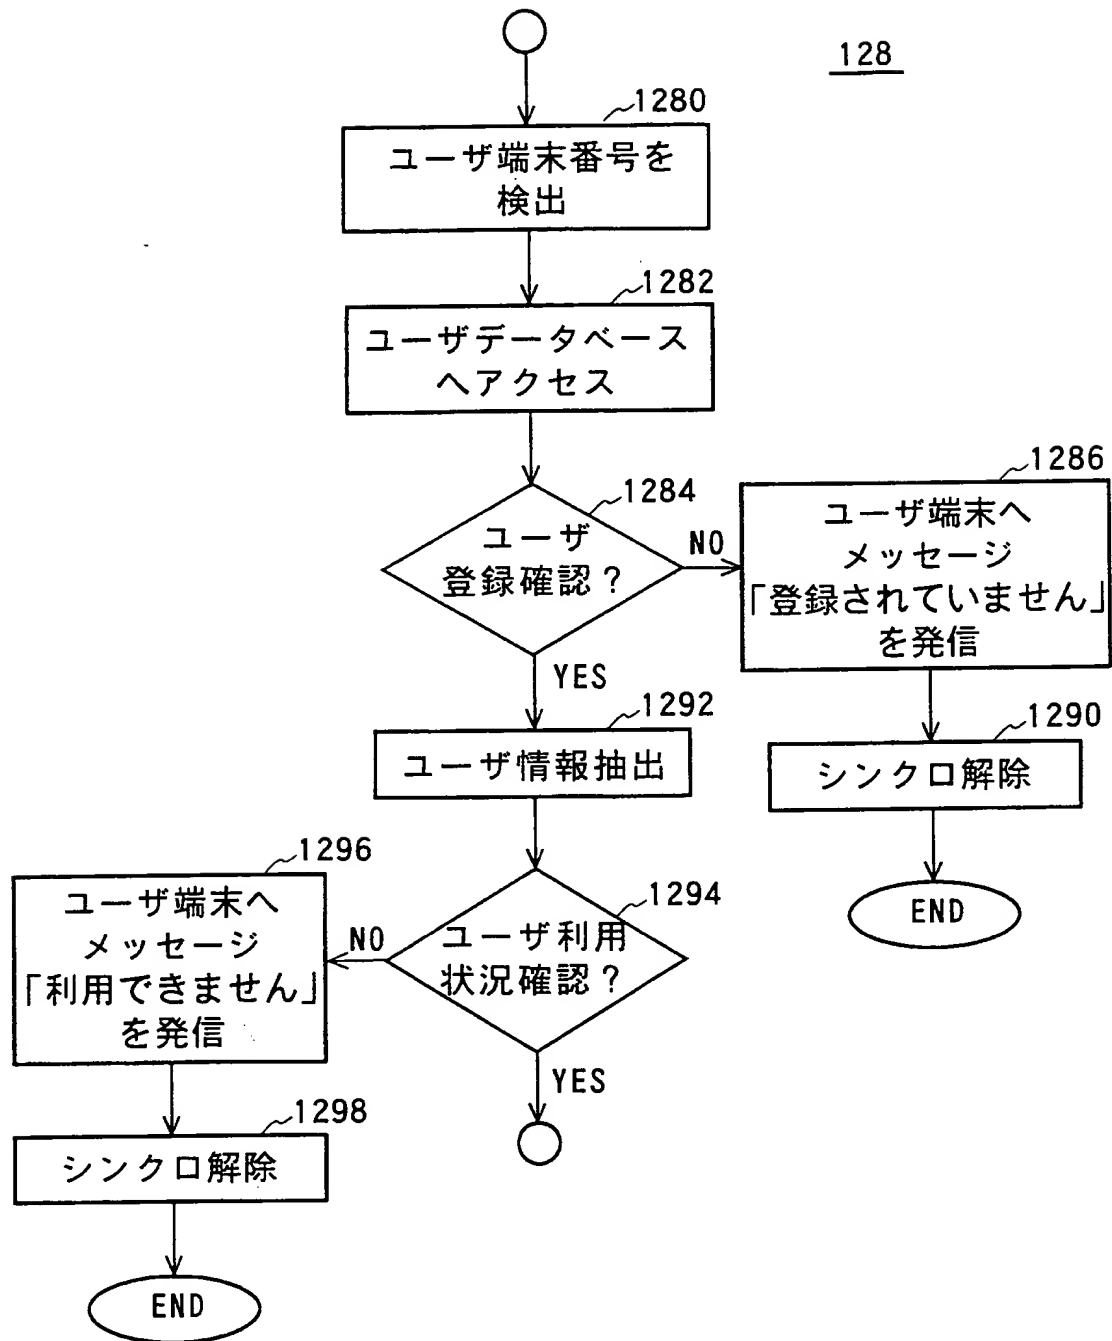 128
1280
ユーザ端末番号を
検出
1282
ユーザデータベース
へアクセス
1284
ユーザ
登録確認？
NO
1286
ユーザ端末へ
メッセージ
「登録されていません」
を発信
YES
1290
シンクロ解除
END
1292
ユーザ情報抽出
1294
ユーザ利用
状況確認？
NO
1296
ユーザ端末へ
メッセージ
「利用できません」
を発信
YES
1298
シンクロ解除
END